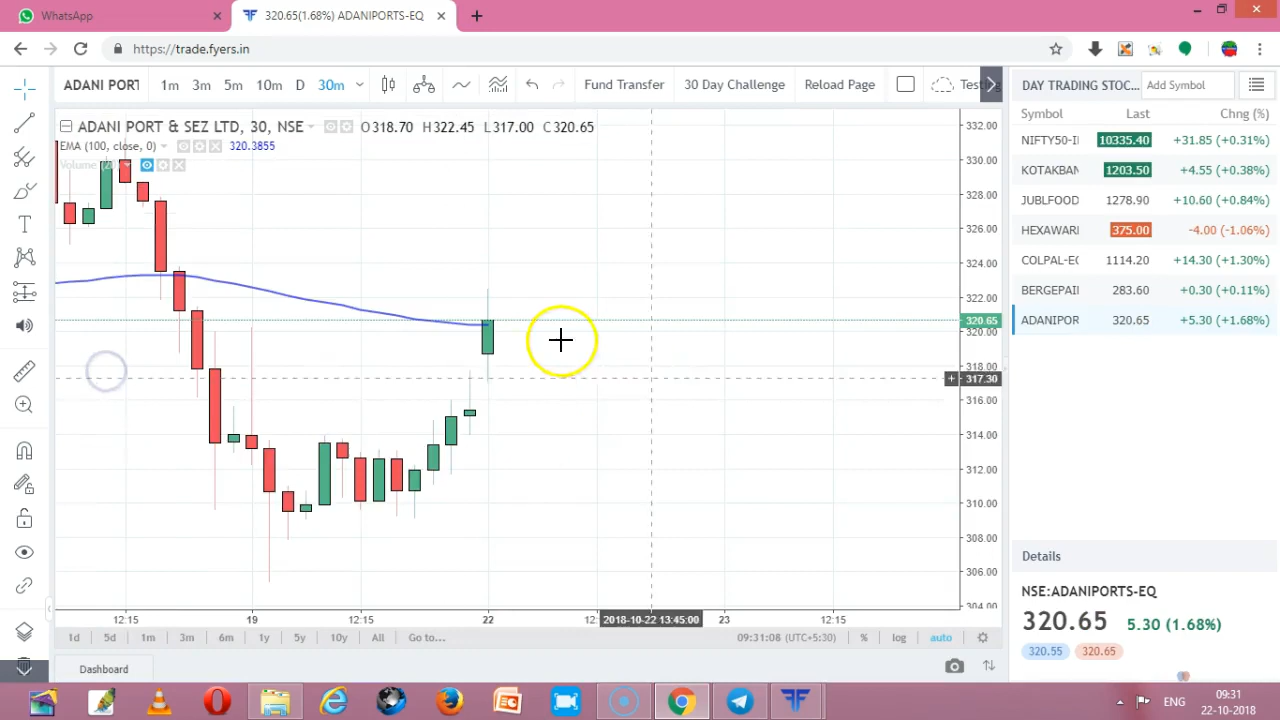 WhatsApp
320.65(1.68%) ADANIPORTS-EQ
https://trade.fyers.in
ADANI PORT 1m 3m 5m 10m D 30m Fund Transfer 30 Day Challenge Reload Page
DAY TRADING STOC... Add Symbol
Symbol Last Chng (%)
NIFTY50-I 10335.40 +31.85 (+0.31%)
KOTAKBAN 1203.50 +4.55 (+0.38%)
JUBLFOOD 1278.90 +10.60 (+0.84%)
HEXAWARI 375.00 -4.00 (-1.06%)
COLPAL-E 1114.20 +14.30 (+1.30%)
BERGEPAI 283.60 +0.30 (+0.11%)
ADANIPOR 320.65 +5.30 (+1.68%)
ADANI PORT & SEZ LTD, 30, NSE O318.70 H322.45 L317.00 C320.65
EMA (100, close, 0) 320.3855
Volume
332.00
330.00
328.00
326.00
324.00
322.00
320.65
320.00
318.00
317.30
316.00
314.00
312.00
310.00
308.00
306.00
304.00
12:15 19 12:15 22 12: 2018-10-22 13:45:00 23 12:15
1d 5d 1m 3m 6m 1y 5y 10y All Go to... 09:31:08 (UTC+5:30) % log auto
Dashboard
Details
NSE:ADANIPORTS-EQ
320.65 5.30 (1.68%)
320.55 320.65
ENG
09:31
22-10-2018